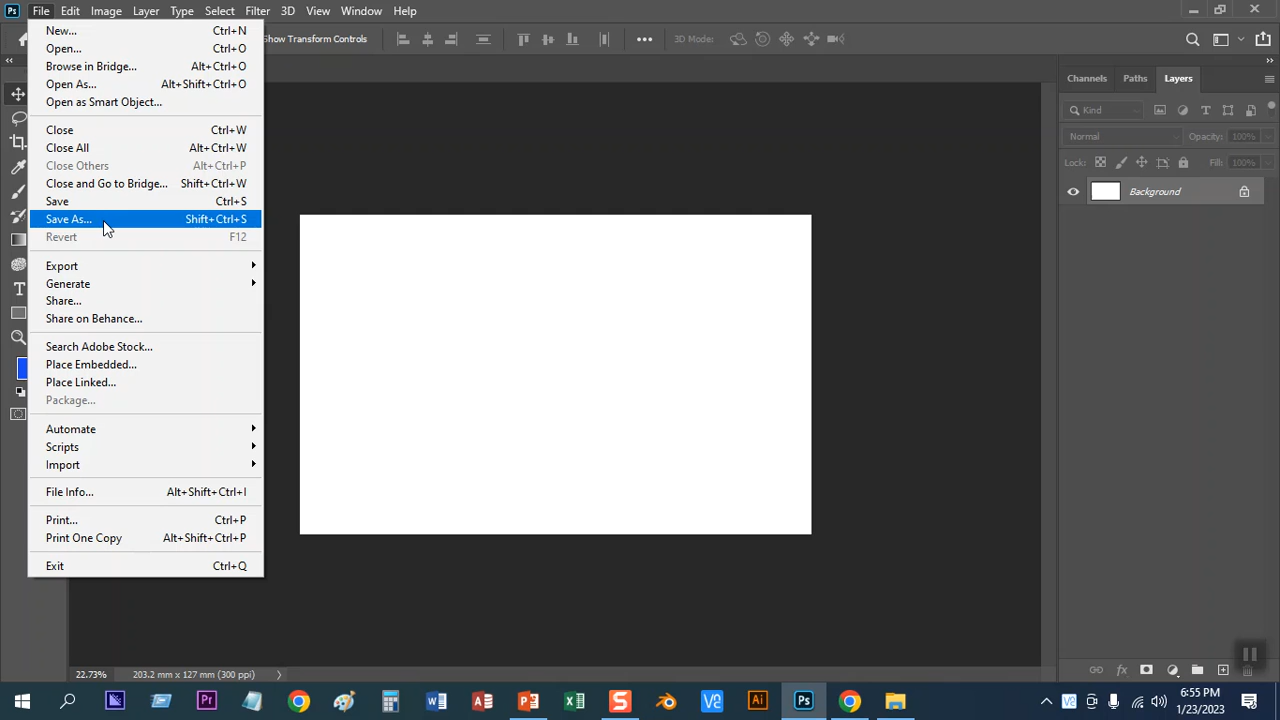 Ps File Edit Image Layer Type Select Filter 3D View Window Help
Show Transform Controls 3D Mode:
New... Ctrl+N
Open... Ctrl+O
Browse in Bridge... Alt+Ctrl+O
Open As... Alt+Shift+Ctrl+O
Open as Smart Object...
Close Ctrl+W
Close All Alt+Ctrl+W
Close Others Alt+Ctrl+P
Close and Go to Bridge... Shift+Ctrl+W
Save Ctrl+S
Save As... Shift+Ctrl+S
Revert F12
Export
Generate
Share...
Share on Behance...
Search Adobe Stock...
Place Embedded...
Place Linked...
Package...
Automate
Scripts
Import
File Info... Alt+Shift+Ctrl+I
Print... Ctrl+P
Print One Copy Alt+Shift+Ctrl+P
Exit Ctrl+Q
Channels Paths Layers
Kind
Normal Opacity: 100%
Lock: Fill: 100%
Background
22.73% 203.2 mm x 127 mm (300 ppi)
6:55 PM
1/23/2023